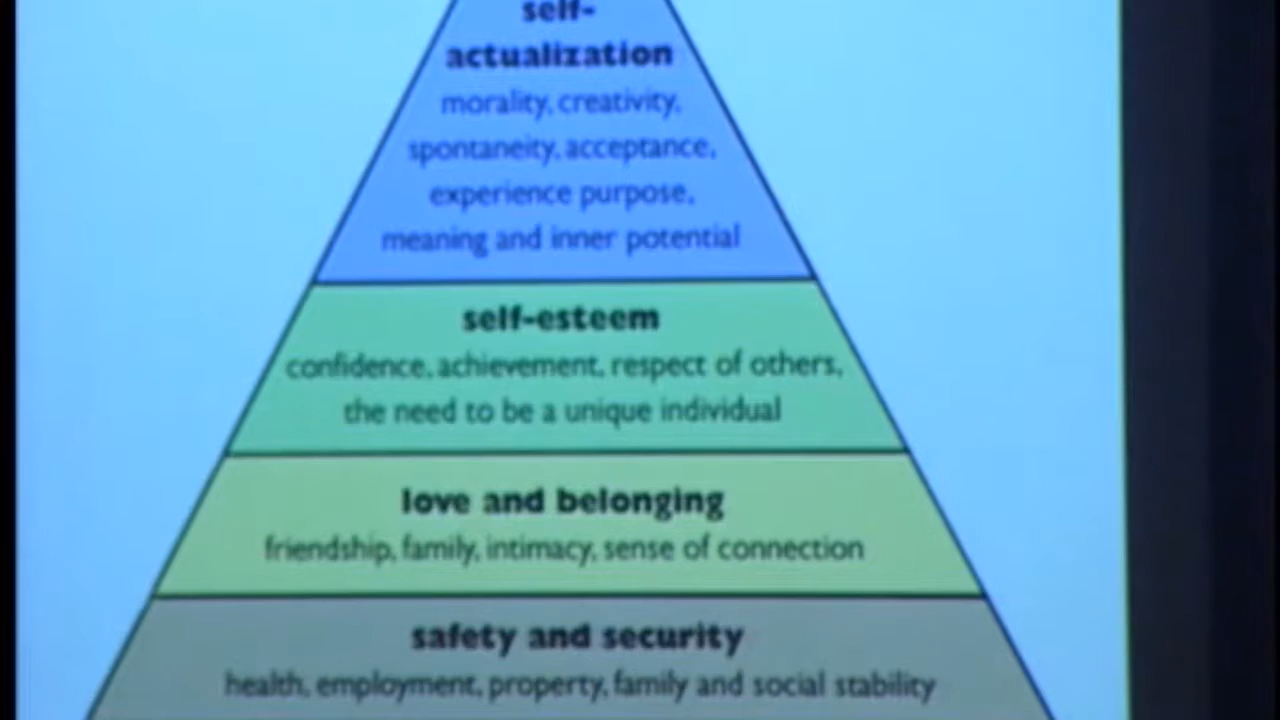 self-
actualization
morality, creativity,
spontaneity, acceptance,
experience purpose,
meaning and inner potential
self-esteem
confidence, achievement, respect of others,
the need to be a unique individual
love and belonging
friendship, family, intimacy, sense of connection
safety and security
health, employment, property, family and social stability